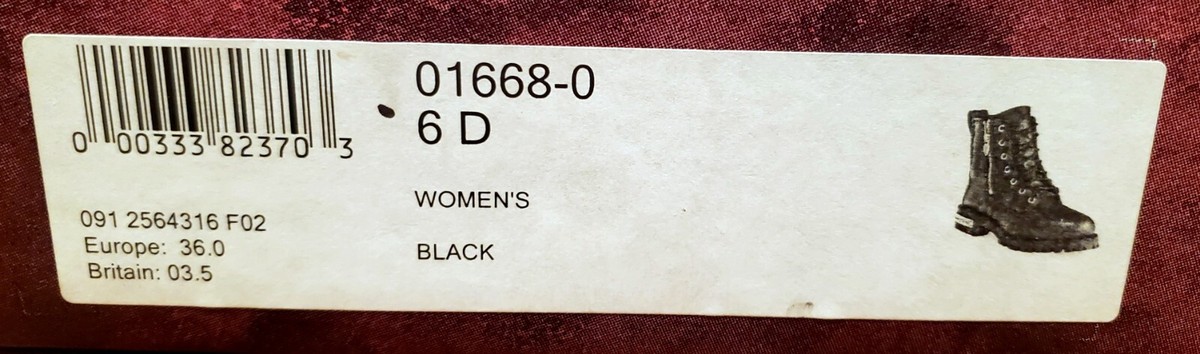 0 00333 82370 3
091 2564316 F02
Europe: 36.0
Britain: 03.5
01668-0
6 D
WOMEN'S
BLACK